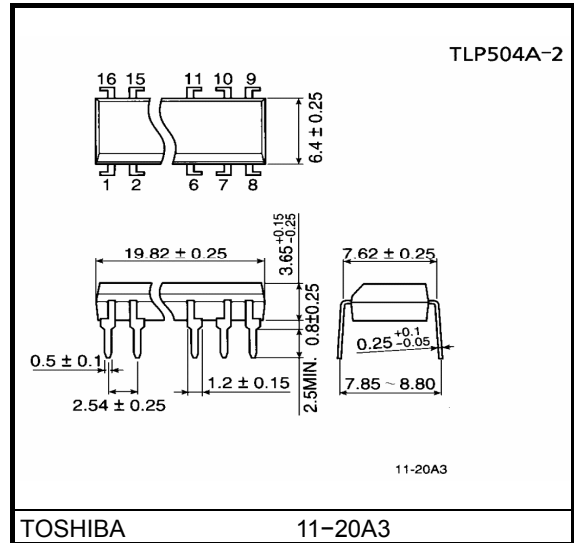 TLP504A−2
16 15 11 10 9
6.4 ± 0.25
1 2 6 7 8
19.82 ± 0.25
3.65 +0.15 -0.25
7.62 ± 0.25
0.8±0.25
0.25 +0.1 -0.05
0.5 ± 0.1
1.2 ± 0.15
2.5MIN.
7.85 ~ 8.80
2.54 ± 0.25
11-20A3
TOSHIBA 11−20A3